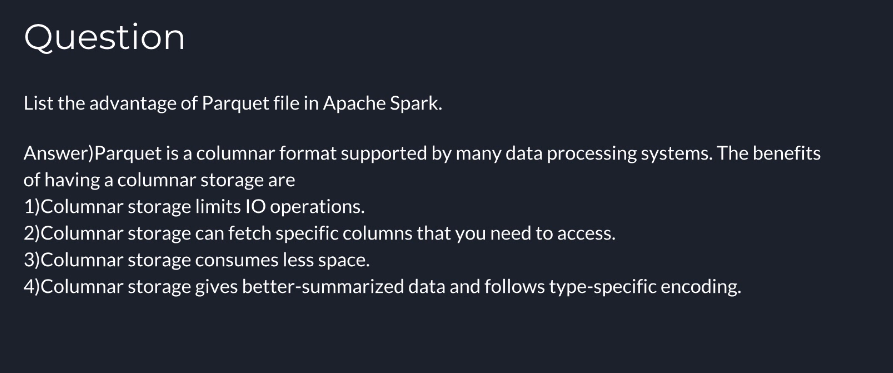 Question
List the advantage of Parquet file in Apache Spark.
Answer)Parquet is a columnar format supported by many data processing systems. The benefits
of having a columnar storage are
1)Columnar storage limits IO operations.
2)Columnar storage can fetch specific columns that you need to access.
3)Columnar storage consumes less space.
4)Columnar storage gives better-summarized data and follows type-specific encoding.